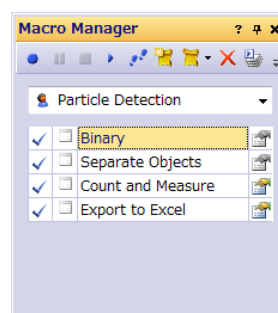 Macro Manager
Particle Detection
Binary
Separate Objects
Count and Measure
Export to Excel